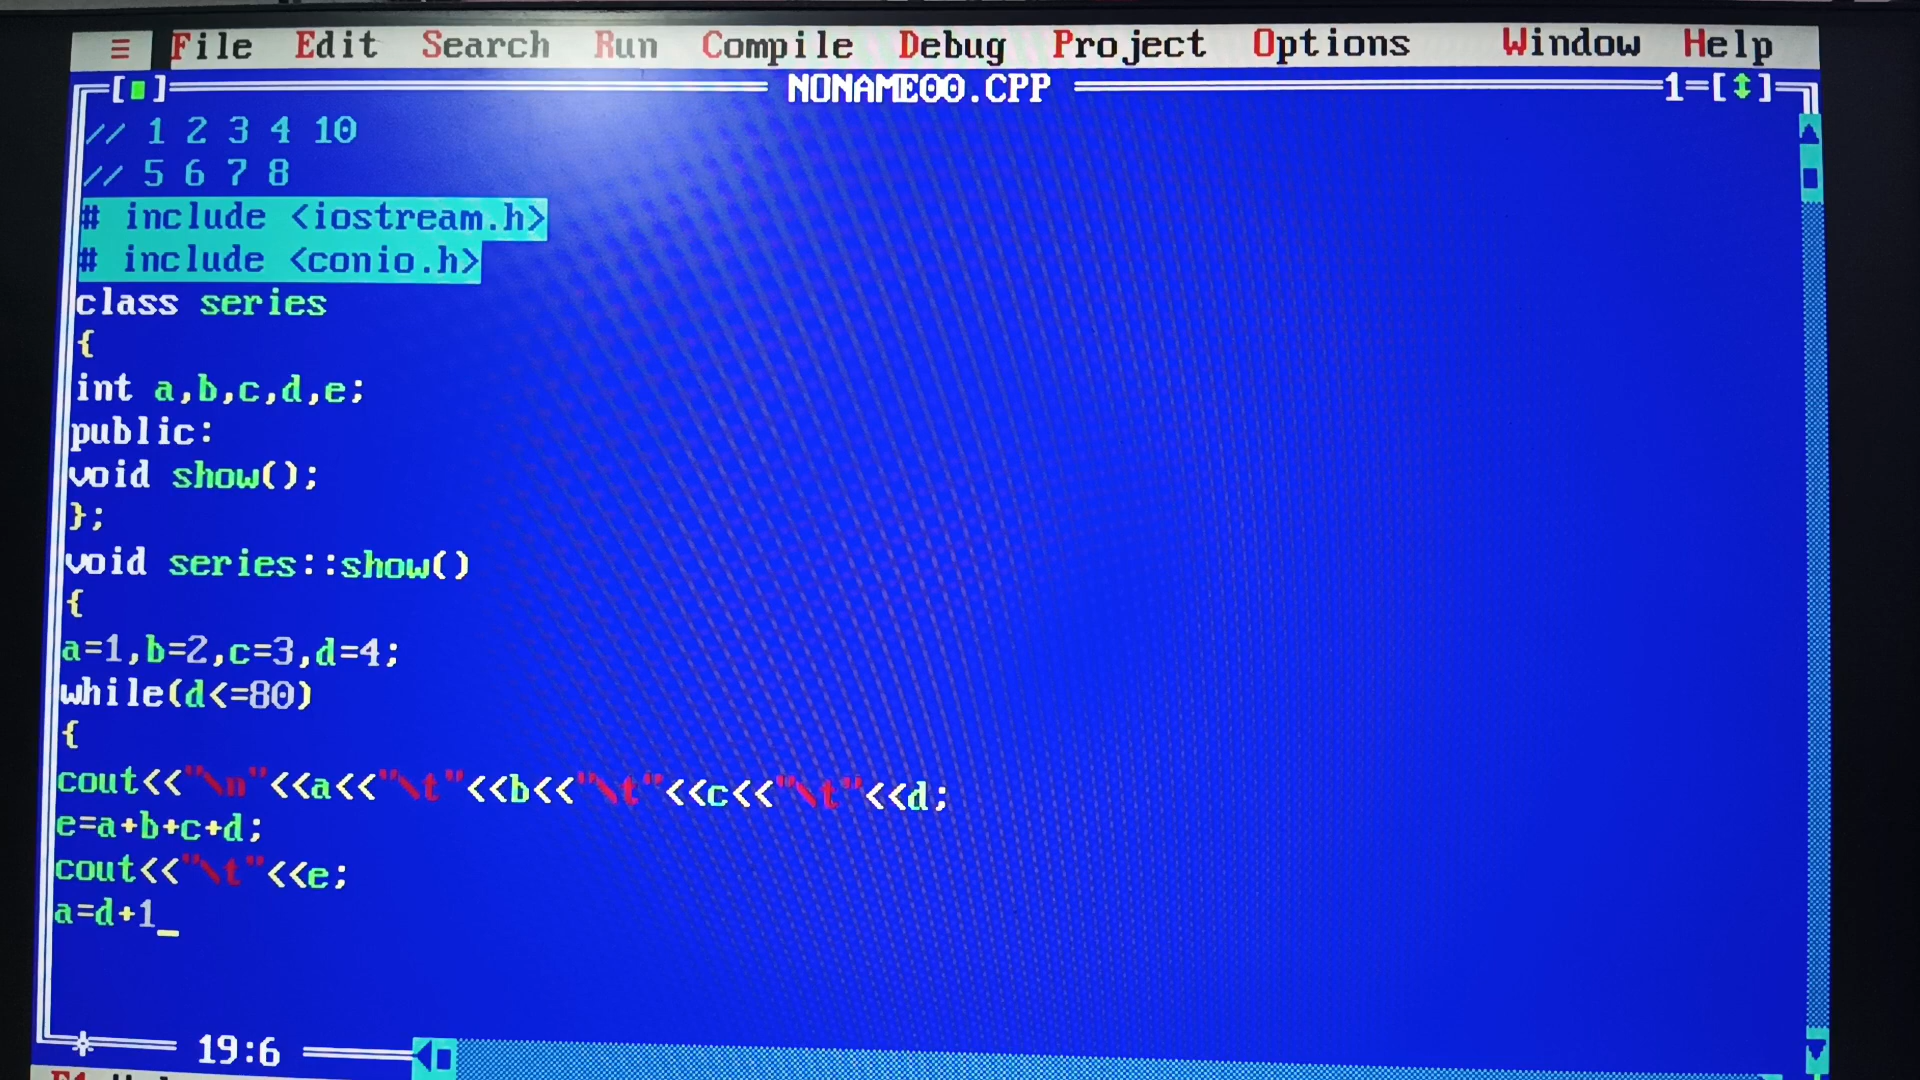 ≡ File Edit Search Run Compile Debug Project Options Window Help
[■] NONAME00.CPP 1=[↕]
// 1 2 3 4 10
// 5 6 7 8
# include <iostream.h>
# include <conio.h>
class series
{
int a,b,c,d,e;
public:
void show();
};
void series::show()
{
a=1,b=2,c=3,d=4;
while(d<=80)
{
cout<<"\n"<<a<<"\t"<<b<<"\t"<<c<<"\t"<<d;
e=a+b+c+d;
cout<<"\t"<<e;
a=d+1_
19:6